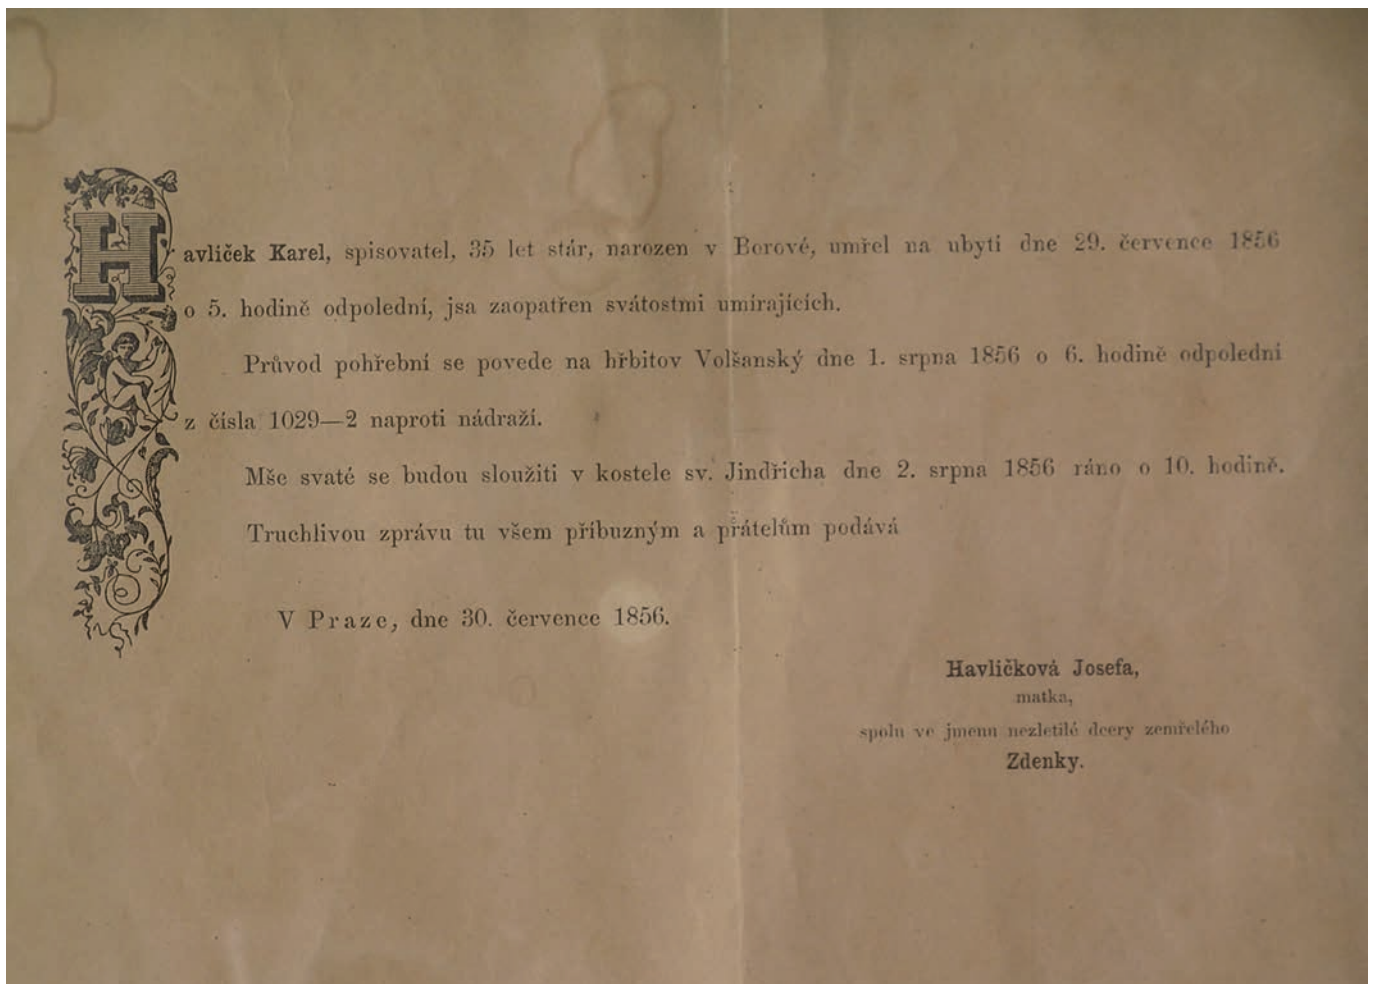 Havlíček Karel, spisovatel, 35 let stár, narozen v Borové, umřel na ubytí dne 29. července 1856
o 5. hodině odpolední, jsa zaopatřen svátostmi umírajících.
Průvod pohřební se povede na hřbitov Volšanský dne 1. srpna 1856 o 6. hodině odpolední
z čísla 1029—2 naproti nádraží.
Mše svaté se budou sloužiti v kostele sv. Jindřicha dne 2. srpna 1856 ráno o 10. hodině.
Truchlivou zprávu tu všem příbuzným a přátelům podává
V Praze, dne 30. července 1856.
Havlíčková Josefa,
matka,
spolu ve jmenu nezletilé dcery zemřelého
Zdenky.